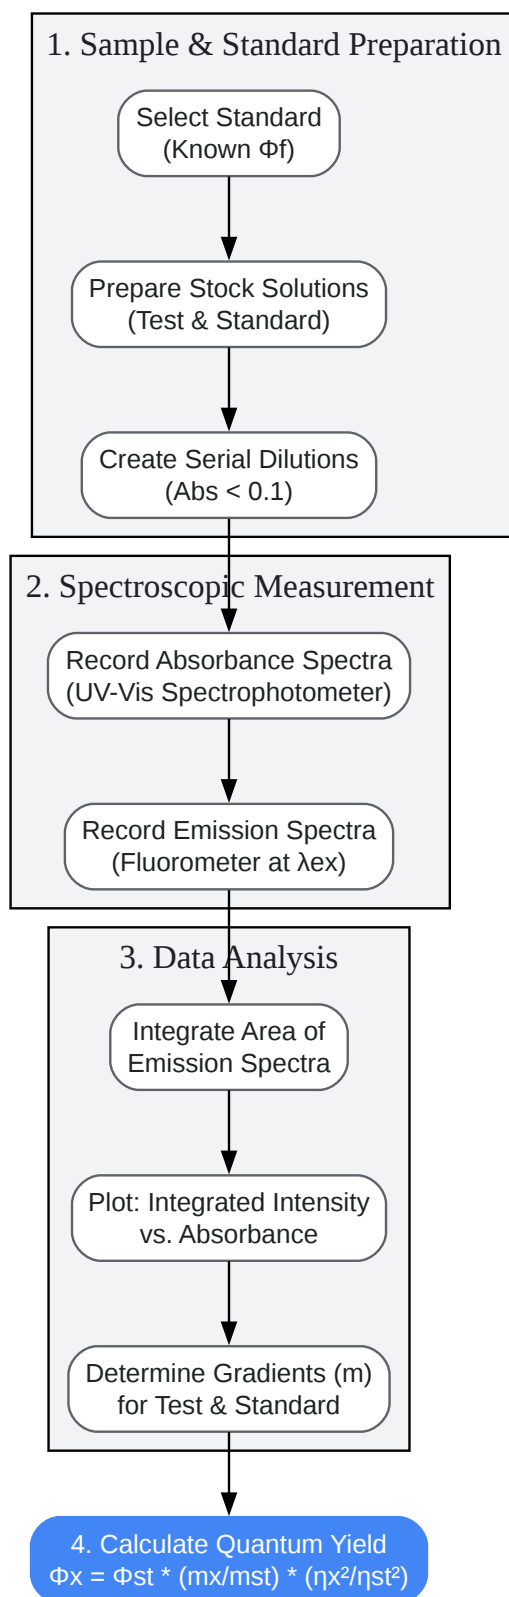 1. Sample & Standard Preparation
Select Standard
(Known Φf)
Prepare Stock Solutions
(Test & Standard)
Create Serial Dilutions
(Abs < 0.1)
2. Spectroscopic Measurement
Record Absorbance Spectra
(UV-Vis Spectrophotometer)
Record Emission Spectra
(Fluorometer at λex)
3. Data Analysis
Integrate Area of
Emission Spectra
Plot: Integrated Intensity
vs. Absorbance
Determine Gradients (m)
for Test & Standard
4. Calculate Quantum Yield
Φx = Φst * (mx/mst) * (ηx²/ηst²)